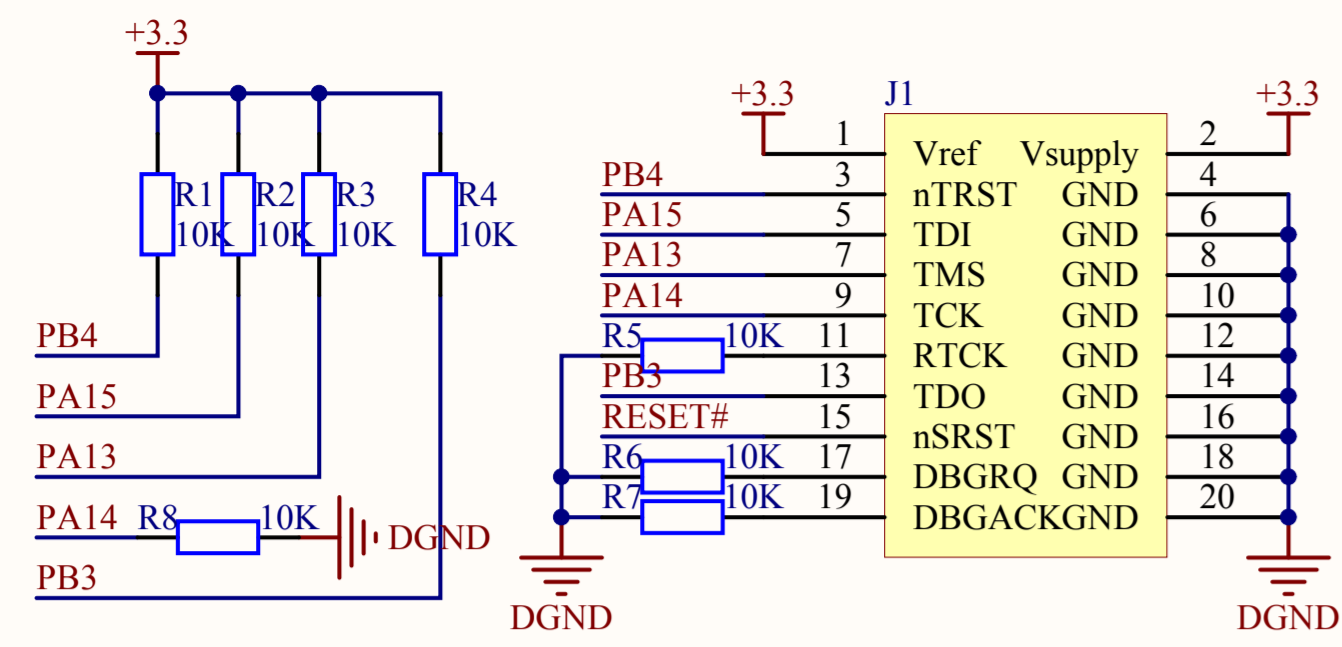 +3.3
R1
10K
R2
10K
R3
10K
R4
10K
PB4
PA15
PA13
PA14 R8 10K DGND
PB3
+3.3 J1 +3.3
1 Vref Vsupply 2
PB4 3 nTRST GND 4
PA15 5 TDI GND 6
PA13 7 TMS GND 8
PA14 9 TCK GND 10
R5 10K 11 RTCK GND 12
PB3 13 TDO GND 14
RESET# 15 nSRST GND 16
R6 10K 17 DBGRQ GND 18
R7 10K 19 DBGACKGND 20
DGND DGND